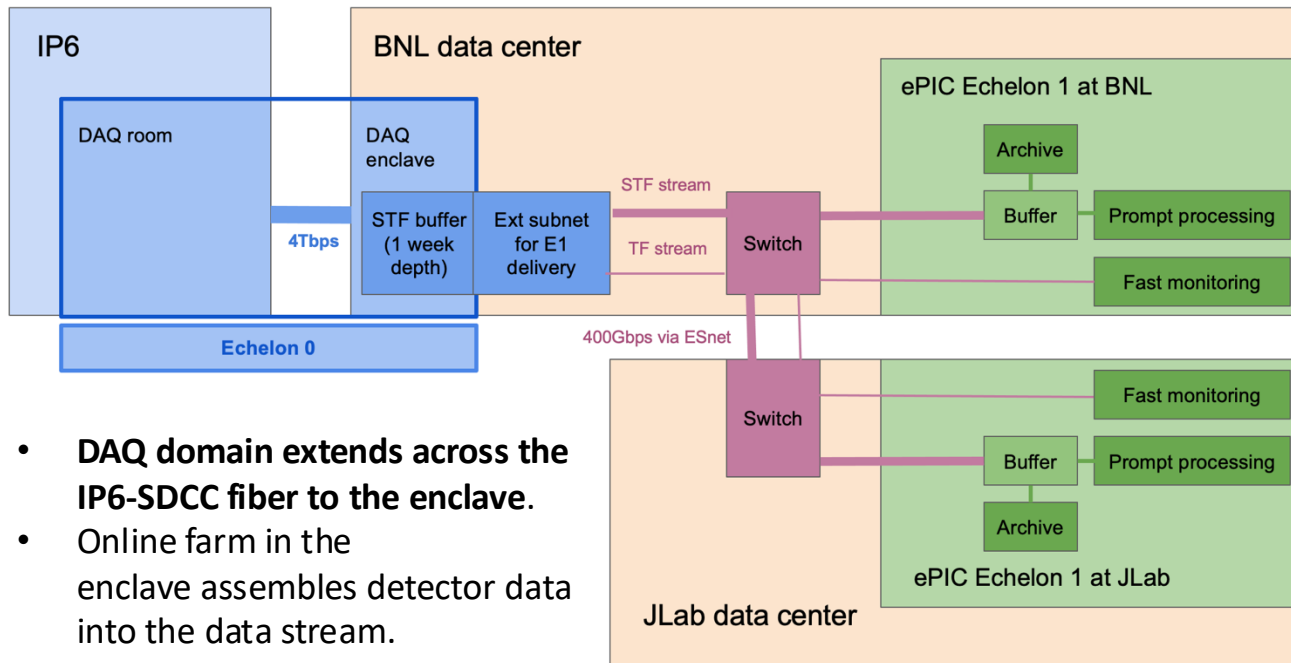 IP6
BNL data center
ePIC Echelon 1 at BNL
DAQ room
DAQ
enclave
Archive
STF stream
STF buffer
(1 week
depth)
Ext subnet
for E1
delivery
Switch
Buffer
Prompt processing
4Tbps
TF stream
Fast monitoring
400Gbps via ESnet
Echelon 0
Switch
Fast monitoring
Buffer
Prompt processing
Archive
ePIC Echelon 1 at JLab
JLab data center
• DAQ domain extends across the
IP6-SDCC fiber to the enclave.
• Online farm in the
enclave assembles detector data
into the data stream.